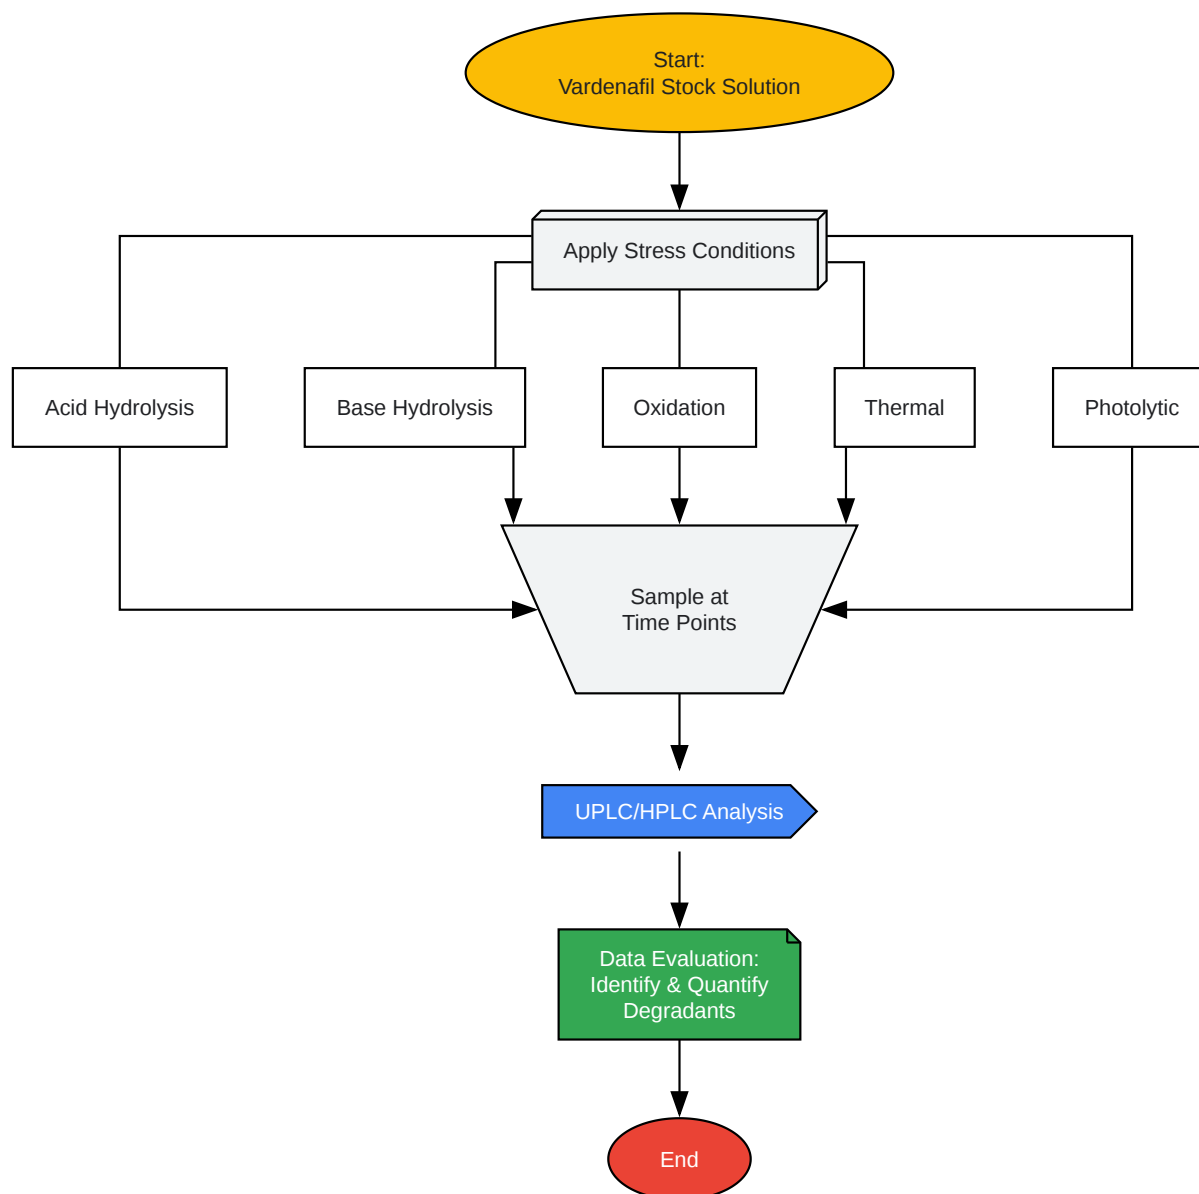 Start:
Vardenafil Stock Solution
Apply Stress Conditions
Acid Hydrolysis
Base Hydrolysis
Oxidation
Thermal
Photolytic
Sample at
Time Points
UPLC/HPLC Analysis
Data Evaluation:
Identify & Quantify
Degradants
End